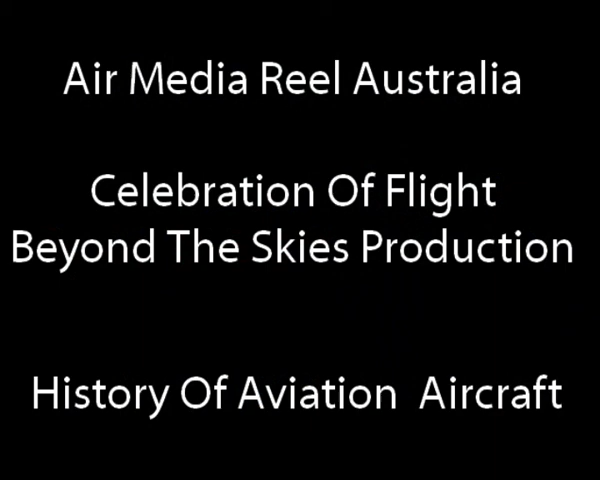 Air Media Reel Australia
Celebration Of Flight
Beyond The Skies Production
History Of Aviation  Aircraft